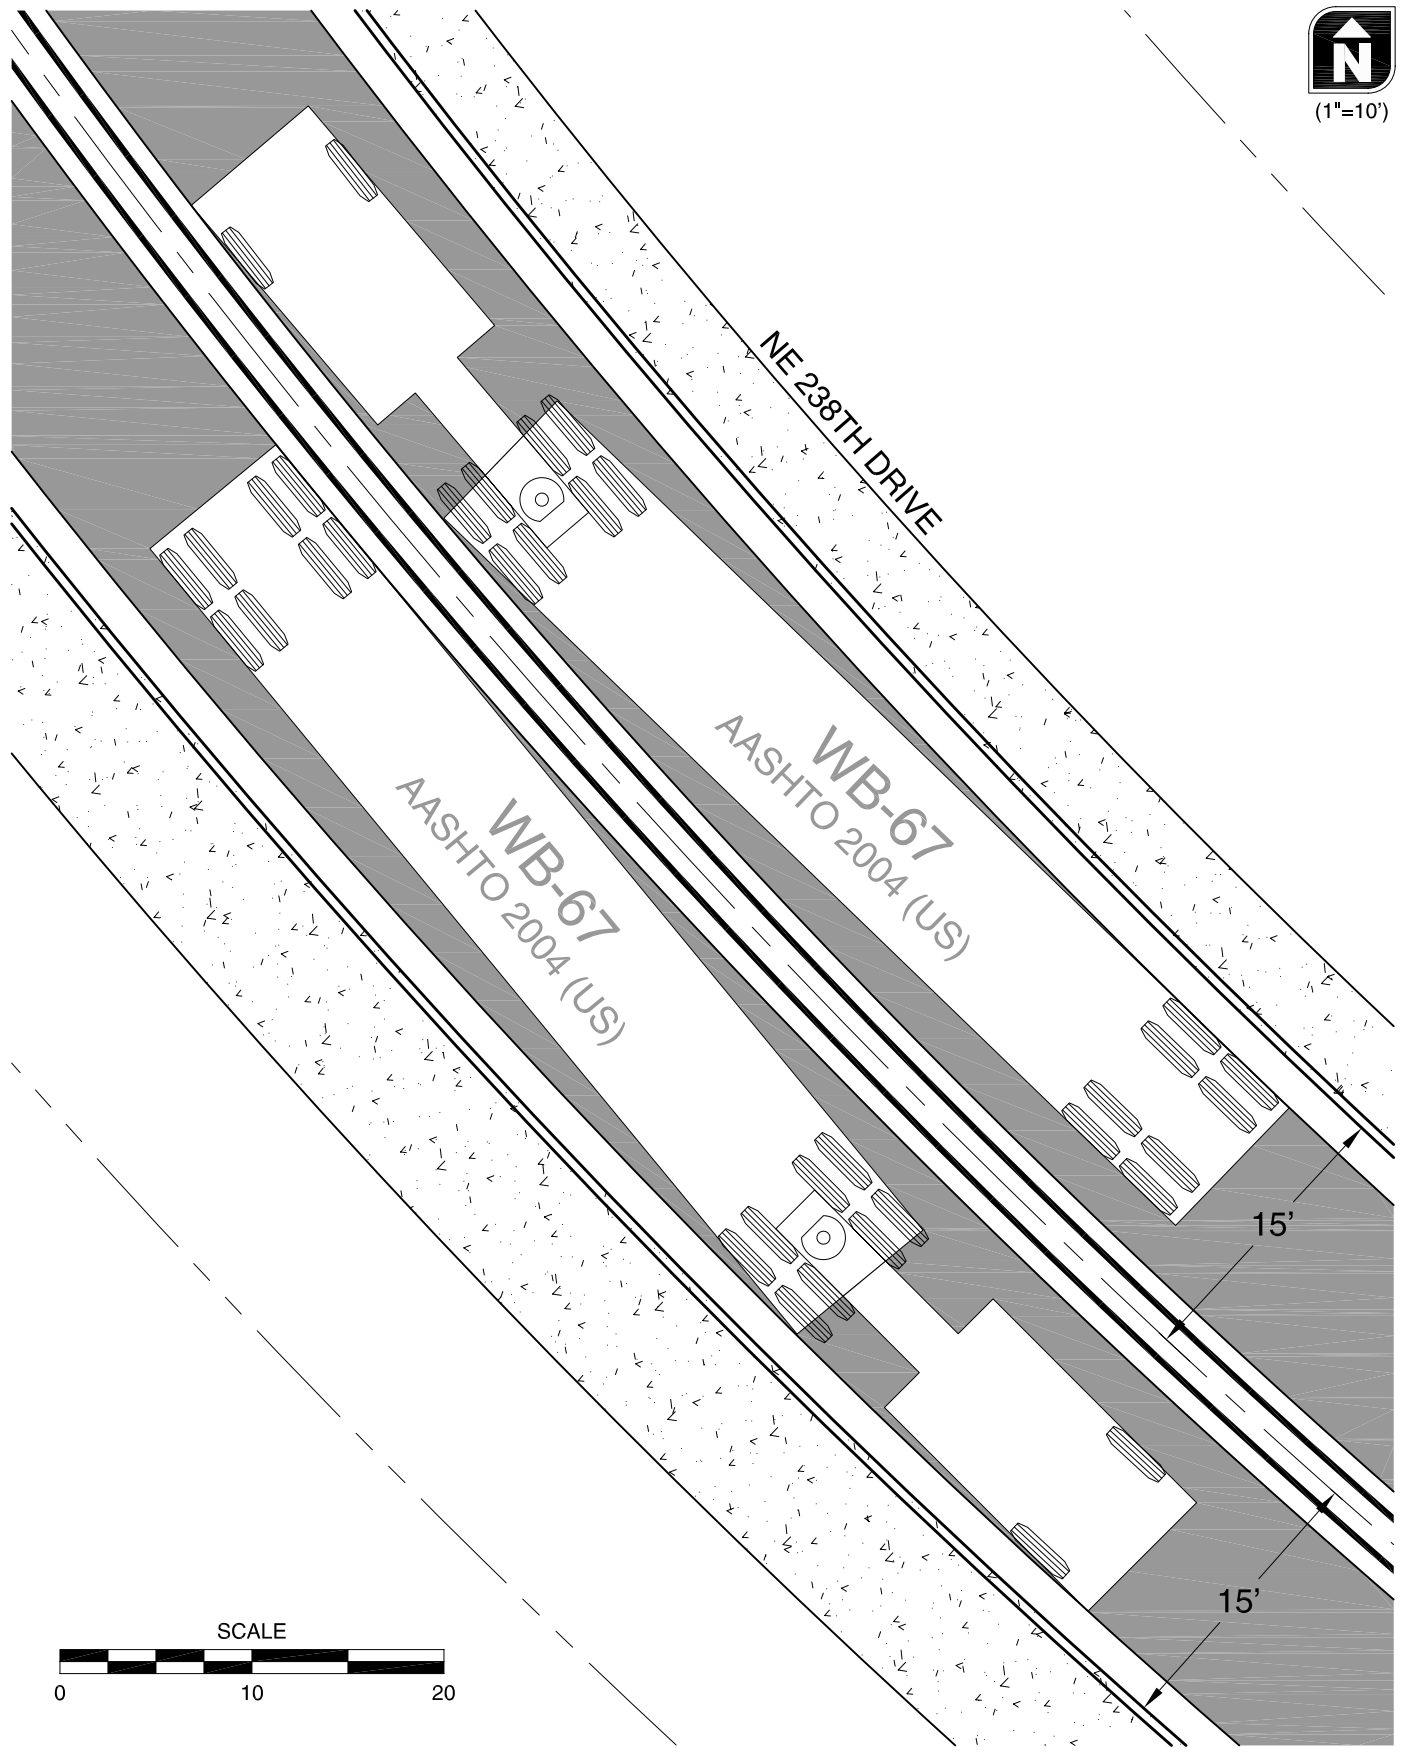 N
(1"=10')
NE 238TH DRIVE
WB-67
AASHTO 2004 (US)
WB-67
AASHTO 2004 (US)
15'
15'
SCALE
0 10 20